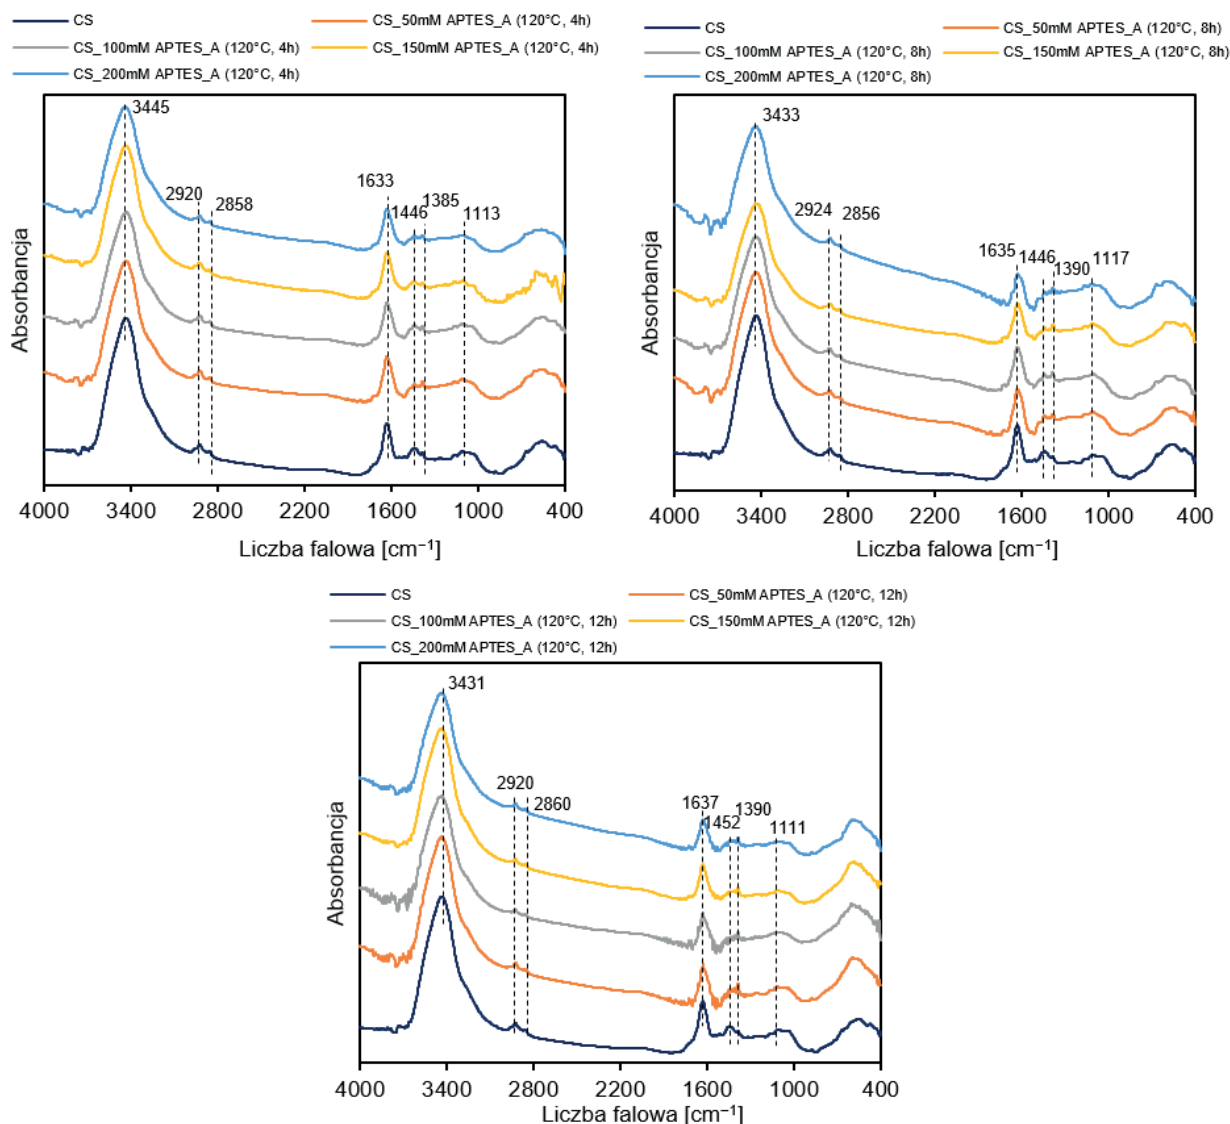 CS CS_50mM APTES_A (120°C, 4h)
CS_100mM APTES_A (120°C, 4h) CS_150mM APTES_A (120°C, 4h)
CS_200mM APTES_A (120°C, 4h)
3445
2920
2858
1633
1446
1385
1113
Absorbancja
4000 3400 2800 2200 1600 1000 400
Liczba falowa [cm⁻¹]
CS CS_50mM APTES_A (120°C, 8h)
CS_100mM APTES_A (120°C, 8h) CS_150mM APTES_A (120°C, 8h)
CS_200mM APTES_A (120°C, 8h)
3433
2924
2856
1635
1446
1390
1117
Absorbancja
4000 3400 2800 2200 1600 1000 400
Liczba falowa [cm⁻¹]
CS CS_50mM APTES_A (120°C, 12h)
CS_100mM APTES_A (120°C, 12h) CS_150mM APTES_A (120°C, 12h)
CS_200mM APTES_A (120°C, 12h)
3431
2920
2860
1637
1452
1390
1111
Absorbancja
4000 3400 2800 2200 1600 1000 400
Liczba falowa [cm⁻¹]